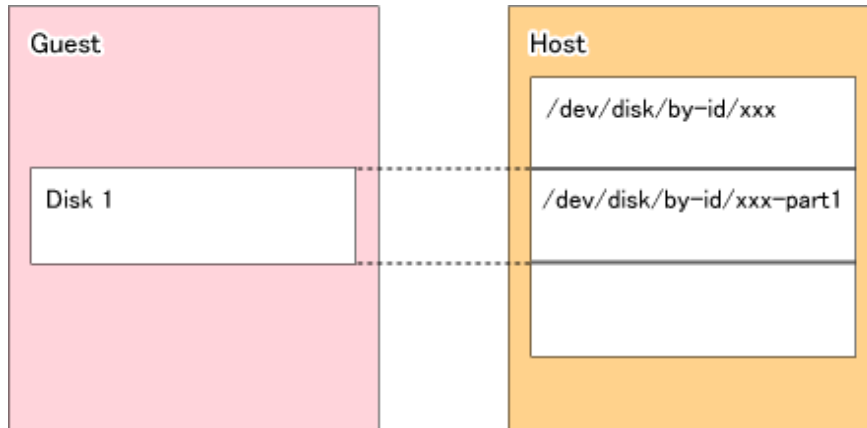 Guest
Host
/dev/disk/by-id/xxx
Disk 1
/dev/disk/by-id/xxx-part1